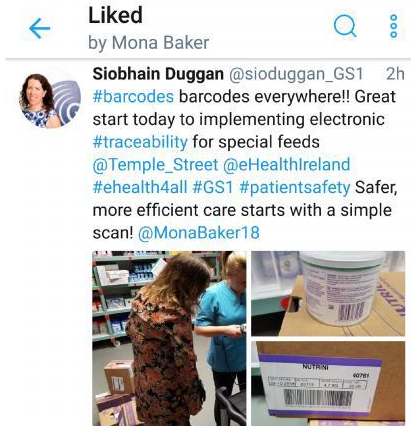 Liked
by Mona Baker
Siobhain Duggan @sioduggan_GS1 2h
#barcodes barcodes everywhere!! Great
start today to implementing electronic
#traceability for special feeds
@Temple_Street @eHealthIreland
#ehealth4all #GS1 #patientsafety Safer,
more efficient care starts with a simple
scan! @MonaBaker18
NUTRINI
40761